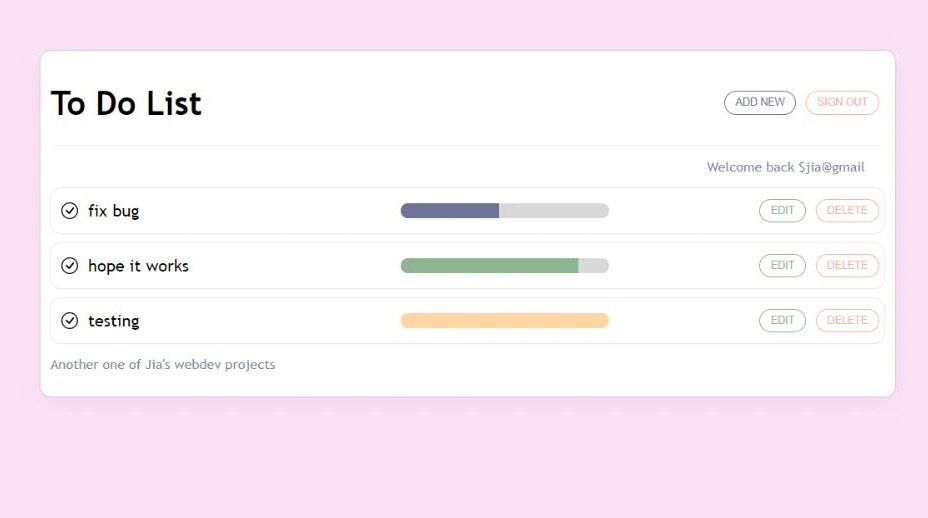 To Do List
ADD NEW
SIGN OUT
Welcome back $jia@gmail
fix bug
EDIT
DELETE
hope it works
EDIT
DELETE
testing
EDIT
DELETE
Another one of Jia's webdev projects